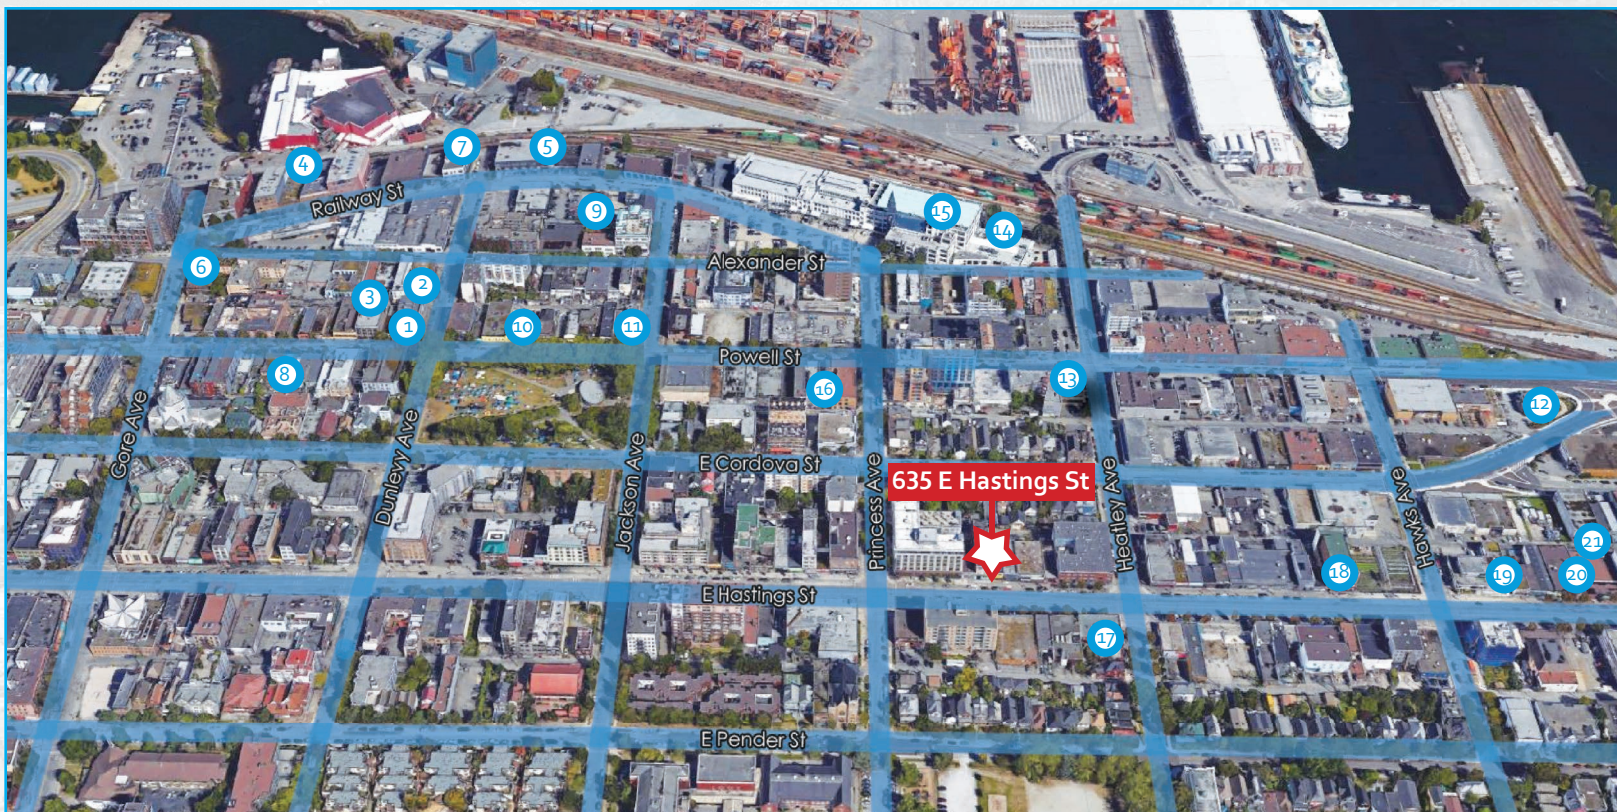 7
5
4
Railway St
9
15
14
6
Alexander St
2
3
1
10
11
Powell St
8
16
13
12
Gore Ave
Dunlevy Ave
Jackson Ave
E Cordova St
Princess Ave
635 E Hastings St
Heatley Ave
Hawks Ave
21
18
19
20
E Hastings St
17
E Pender St